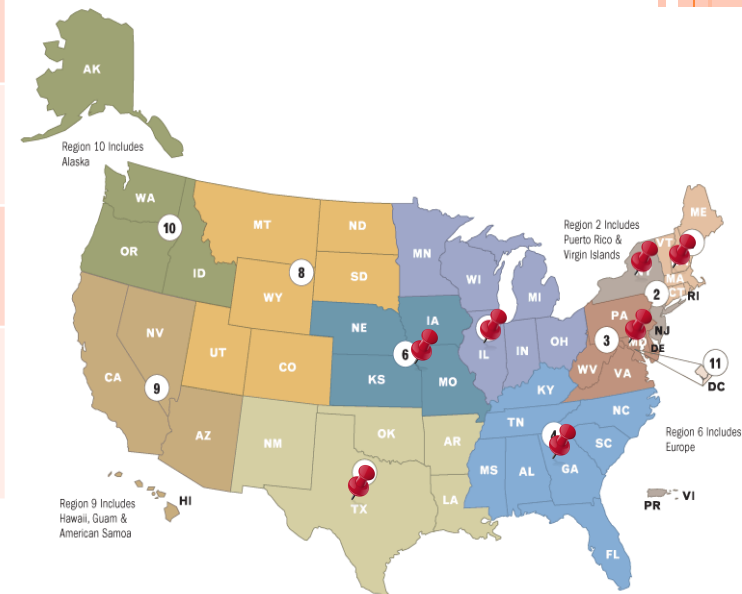 AK
Region 10 Includes
Alaska
WA
10
OR
ID
MT
ND
8
SD
WY
UT
CO
NV
CA
9
AZ
NE
IA
6
KS
MO
MN
WI
MI
IL
IN
OH
NM
OK
AR
TX
LA
KY
TN
NC
SC
MS
AL
GA
FL
Region 2 Includes
Puerto Rico &
Virgin Islands
ME
VT
MA
CT
RI
2
PA
NJ
3
DE
WV
VA
11
DC
Region 6 Includes
Europe
PR
VI
HI
Region 9 Includes
Hawaii, Guam &
American Samoa